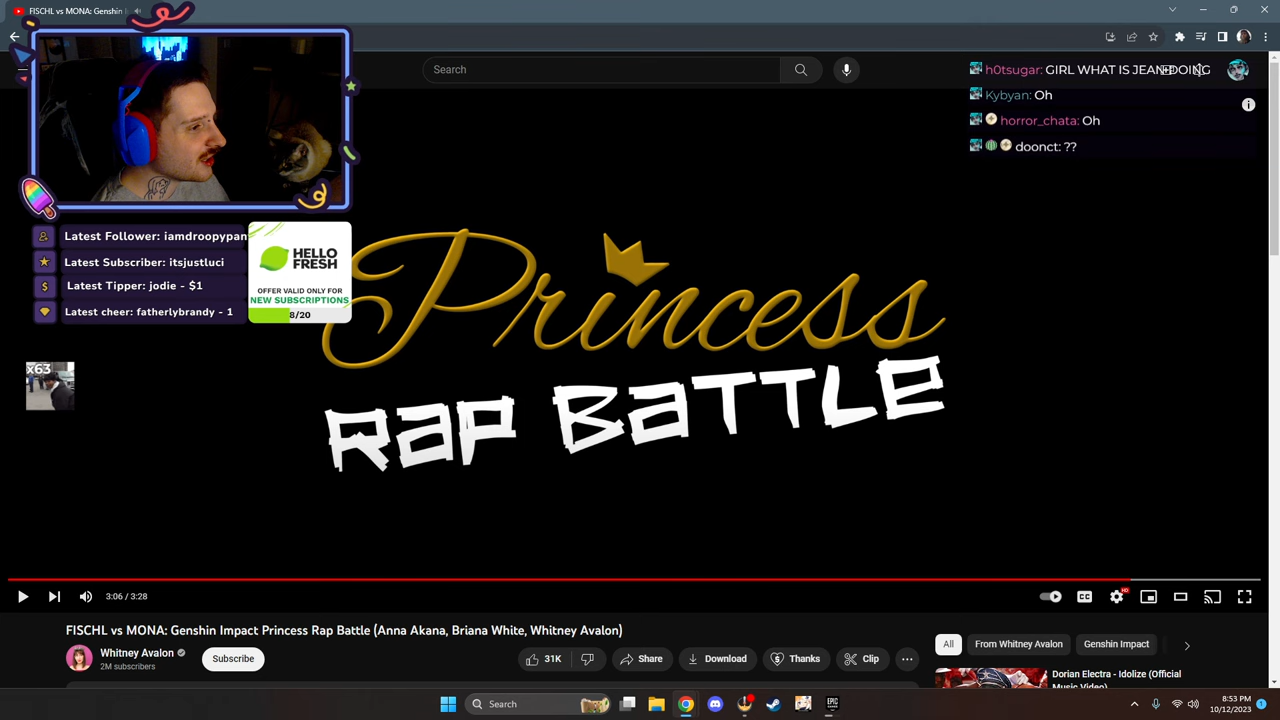 FISCHL vs MONA: Genshin I
Search
h0tsugar: GIRL WHAT IS JEAN DOING
Kybyan: Oh
horror_chata: Oh
doonct: ??
Latest Follower: iamdroopypan
Latest Subscriber: itsjustluci
Latest Tipper: jodie - $1
Latest cheer: fatherlybrandy - 1
HELLO
FRESH
OFFER VALID ONLY FOR
NEW SUBSCRIPTIONS
8/20
x63
Princess
RAP BATTLE
3:06 / 3:28
CC
HD
FISCHL vs MONA: Genshin Impact Princess Rap Battle (Anna Akana, Briana White, Whitney Avalon)
Whitney Avalon
2M subscribers
Subscribe
31K
Share
Download
Thanks
Clip
All
From Whitney Avalon
Genshin Impact
Dorian Electra - Idolize (Official
Music Video)
Search
EPIC
8:53 PM
10/12/2023